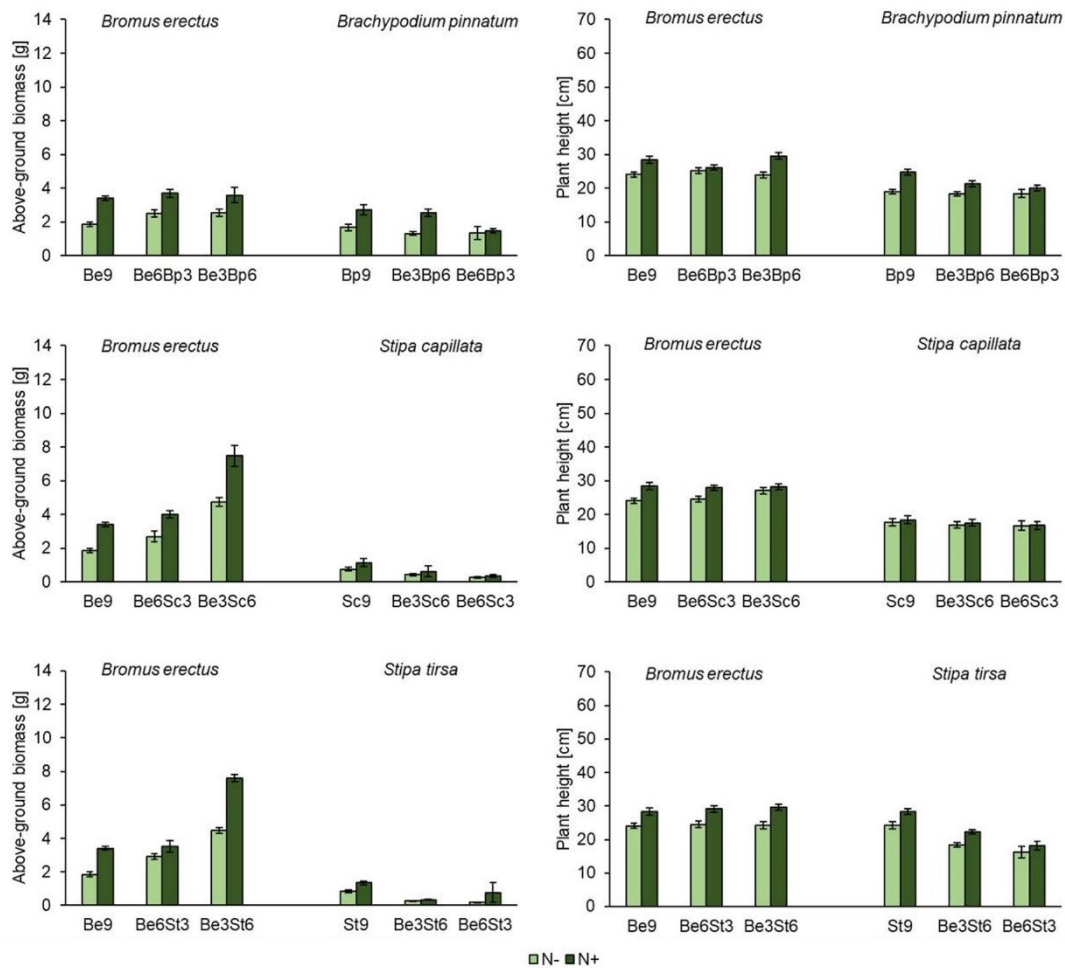 Bromus erectus
Brachypodium pinnatum
Above-ground biomass [g]
14
12
10
8
6
4
2
0
Be9 Be6Bp3 Be3Bp6 Bp9 Be3Bp6 Be6Bp3
Bromus erectus
Brachypodium pinnatum
Plant height [cm]
70
60
50
40
30
20
10
0
Be9 Be6Bp3 Be3Bp6 Bp9 Be3Bp6 Be6Bp3
Bromus erectus
Stipa capillata
Above-ground biomass [g]
14
12
10
8
6
4
2
0
Be9 Be6Sc3 Be3Sc6 Sc9 Be3Sc6 Be6Sc3
Bromus erectus
Stipa capillata
Plant height [cm]
70
60
50
40
30
20
10
0
Be9 Be6Sc3 Be3Sc6 Sc9 Be3Sc6 Be6Sc3
Bromus erectus
Stipa tirsa
Above-ground biomass [g]
14
12
10
8
6
4
2
0
Be9 Be6St3 Be3St6 St9 Be3St6 Be6St3
Bromus erectus
Stipa tirsa
Plant height [cm]
70
60
50
40
30
20
10
0
Be9 Be6St3 Be3St6 St9 Be3St6 Be6St3
N- N+